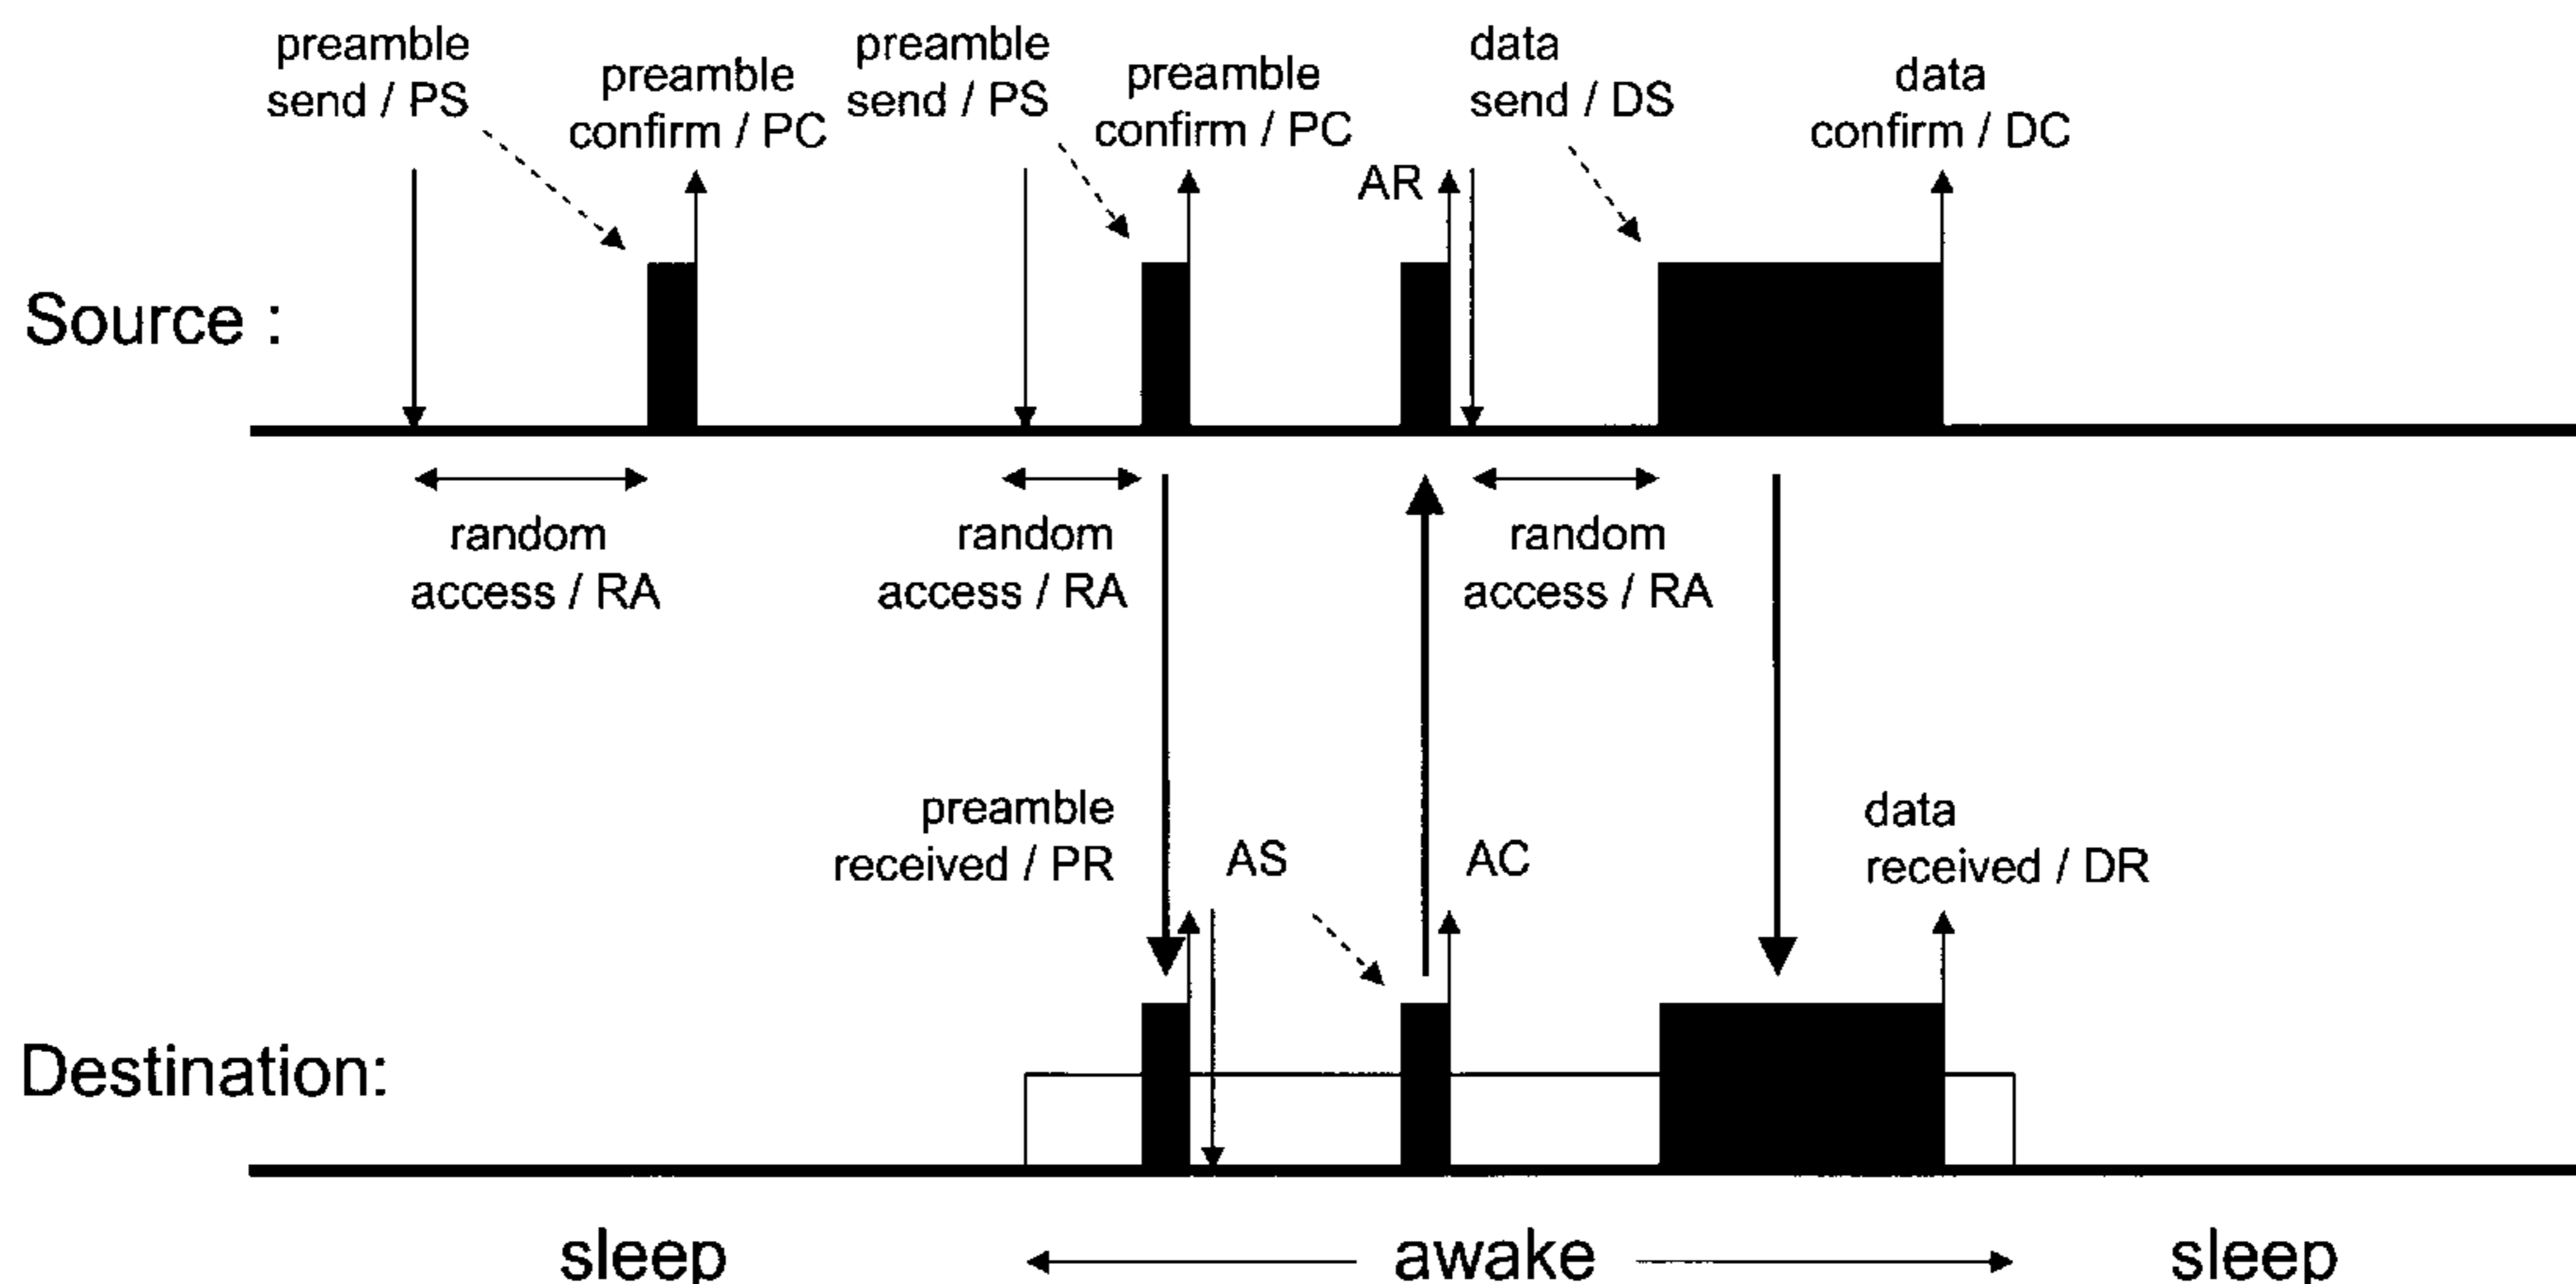 preamble
send / PS
preamble
confirm / PC
preamble
send / PS
preamble
confirm / PC
AR
data
send / DS
data
confirm / DC
Source :
random
access / RA
random
access / RA
random
access / RA
preamble
received / PR
AS
AC
data
received / DR
Destination:
sleep
awake
sleep